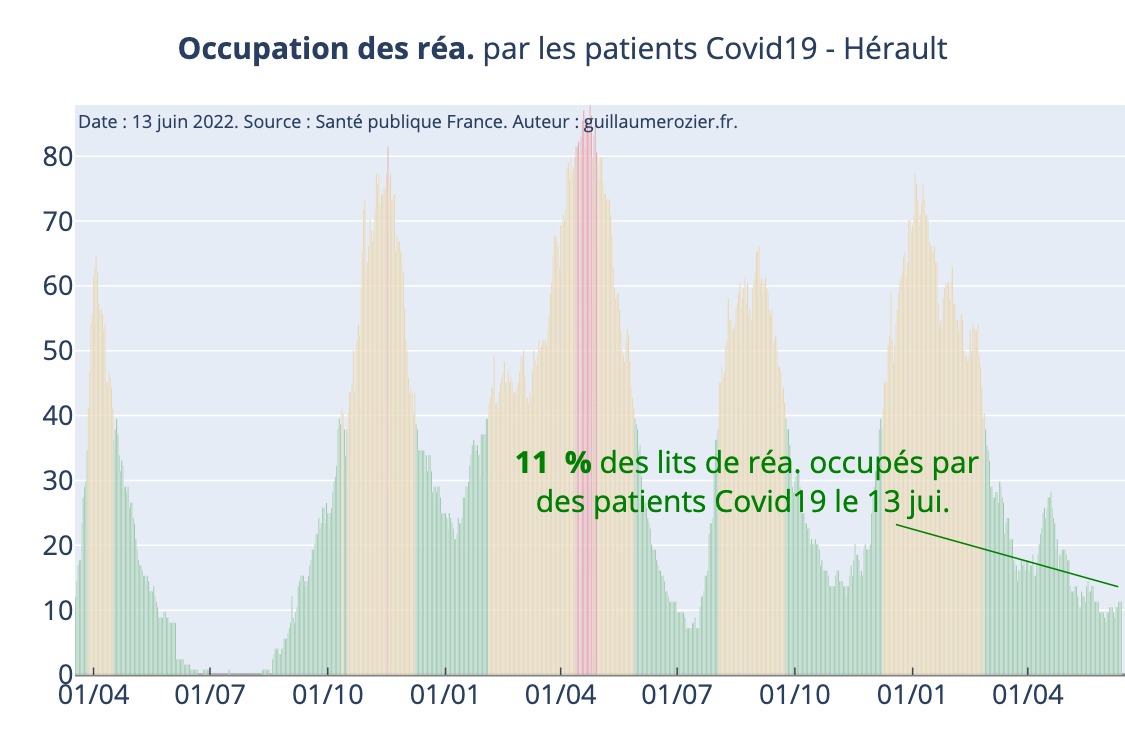 Occupation des réa. par les patients Covid19 - Hérault
Date : 13 juin 2022. Source : Santé publique France. Auteur : guillaumerozier.fr.
80
70
60
50
40
30
20
10
0
11 % des lits de réa. occupés par
des patients Covid19 le 13 jui.
01/04 01/07 01/10 01/01 01/04 01/07 01/10 01/01 01/04